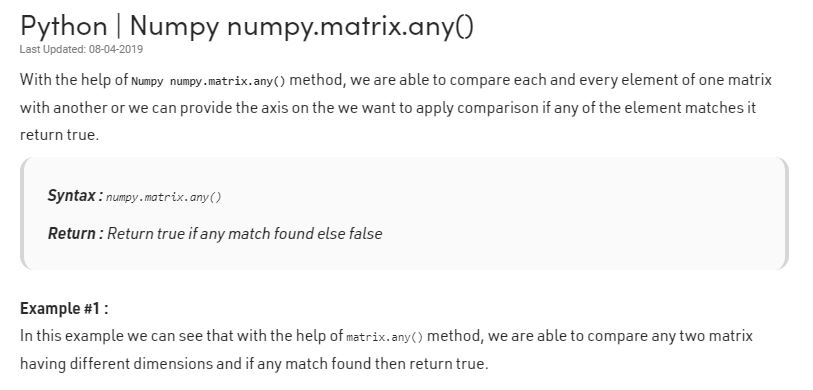 Python | Numpy numpy.matrix.any()
Last Updated: 08-04-2019
With the help of Numpy numpy.matrix.any() method, we are able to compare each and every element of one matrix
with another or we can provide the axis on the we want to apply comparison if any of the element matches it
return true.
Syntax : numpy.matrix.any()
Return : Return true if any match found else false
Example #1 :
In this example we can see that with the help of matrix.any() method, we are able to compare any two matrix
having different dimensions and if any match found then return true.